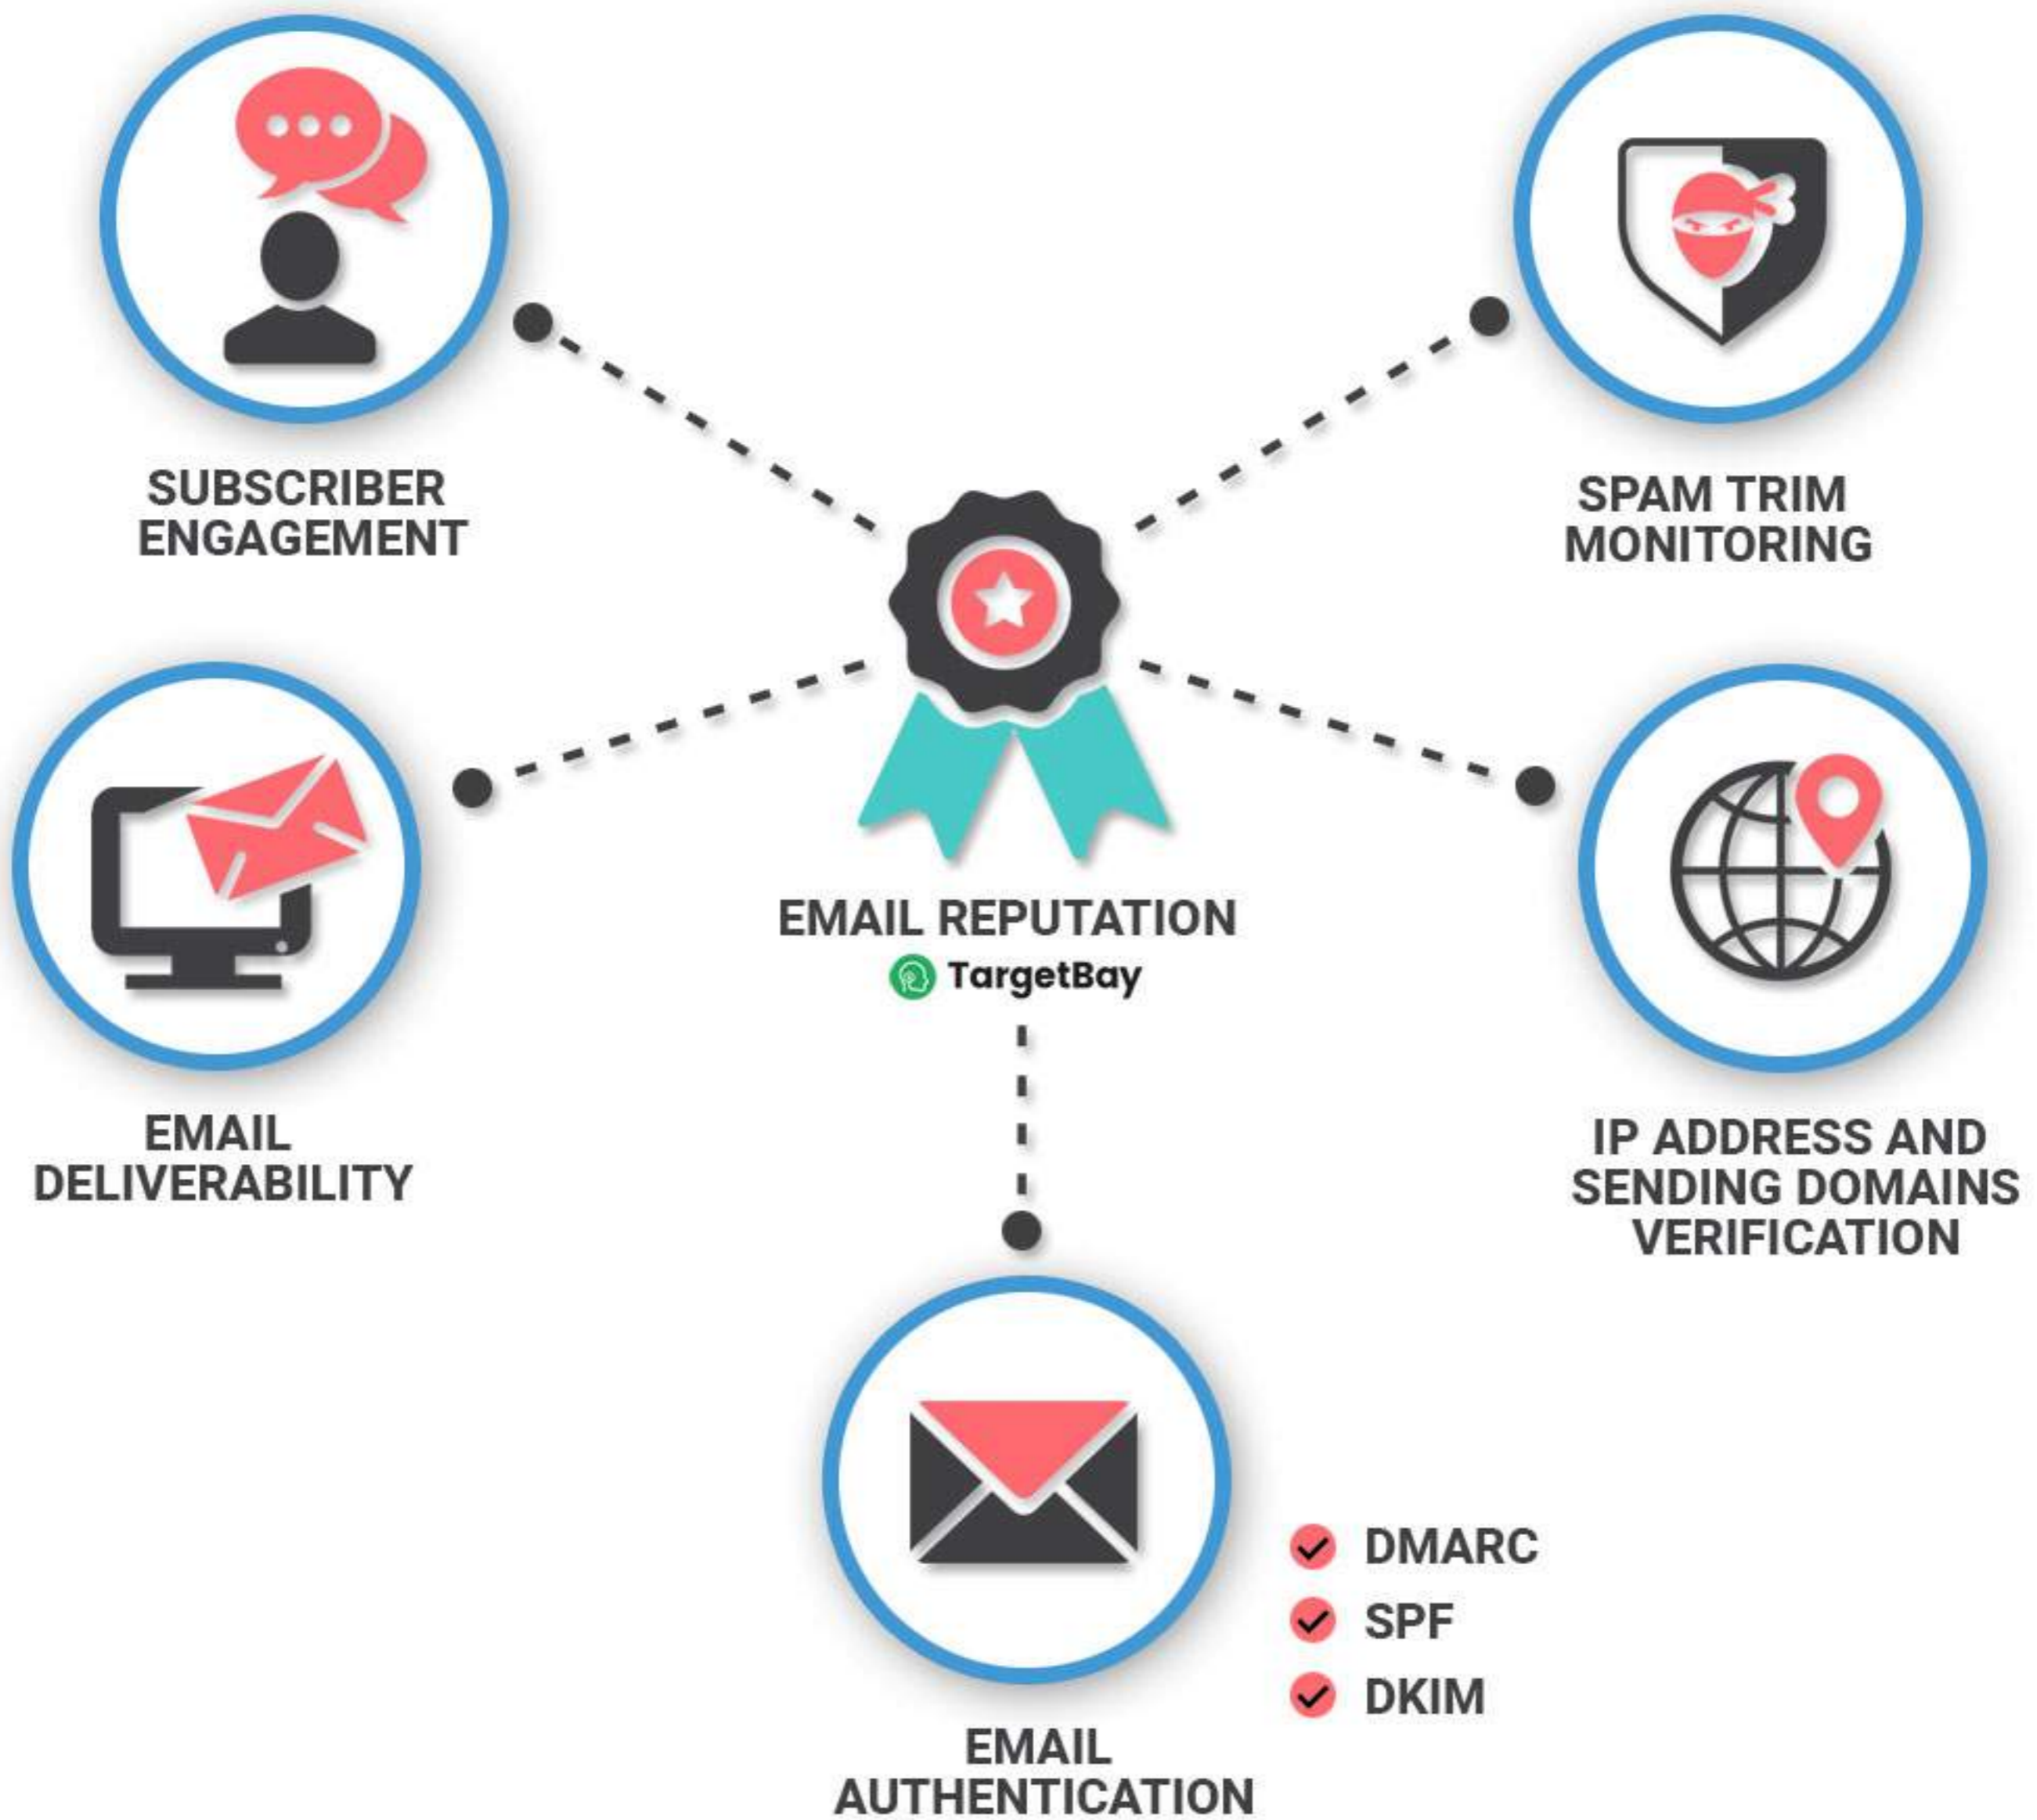 SUBSCRIBER
ENGAGEMENT
SPAM TRIM
MONITORING
EMAIL REPUTATION
TargetBay
EMAIL
DELIVERABILITY
IP ADDRESS AND
SENDING DOMAINS
VERIFICATION
DMARC
SPF
DKIM
EMAIL
AUTHENTICATION